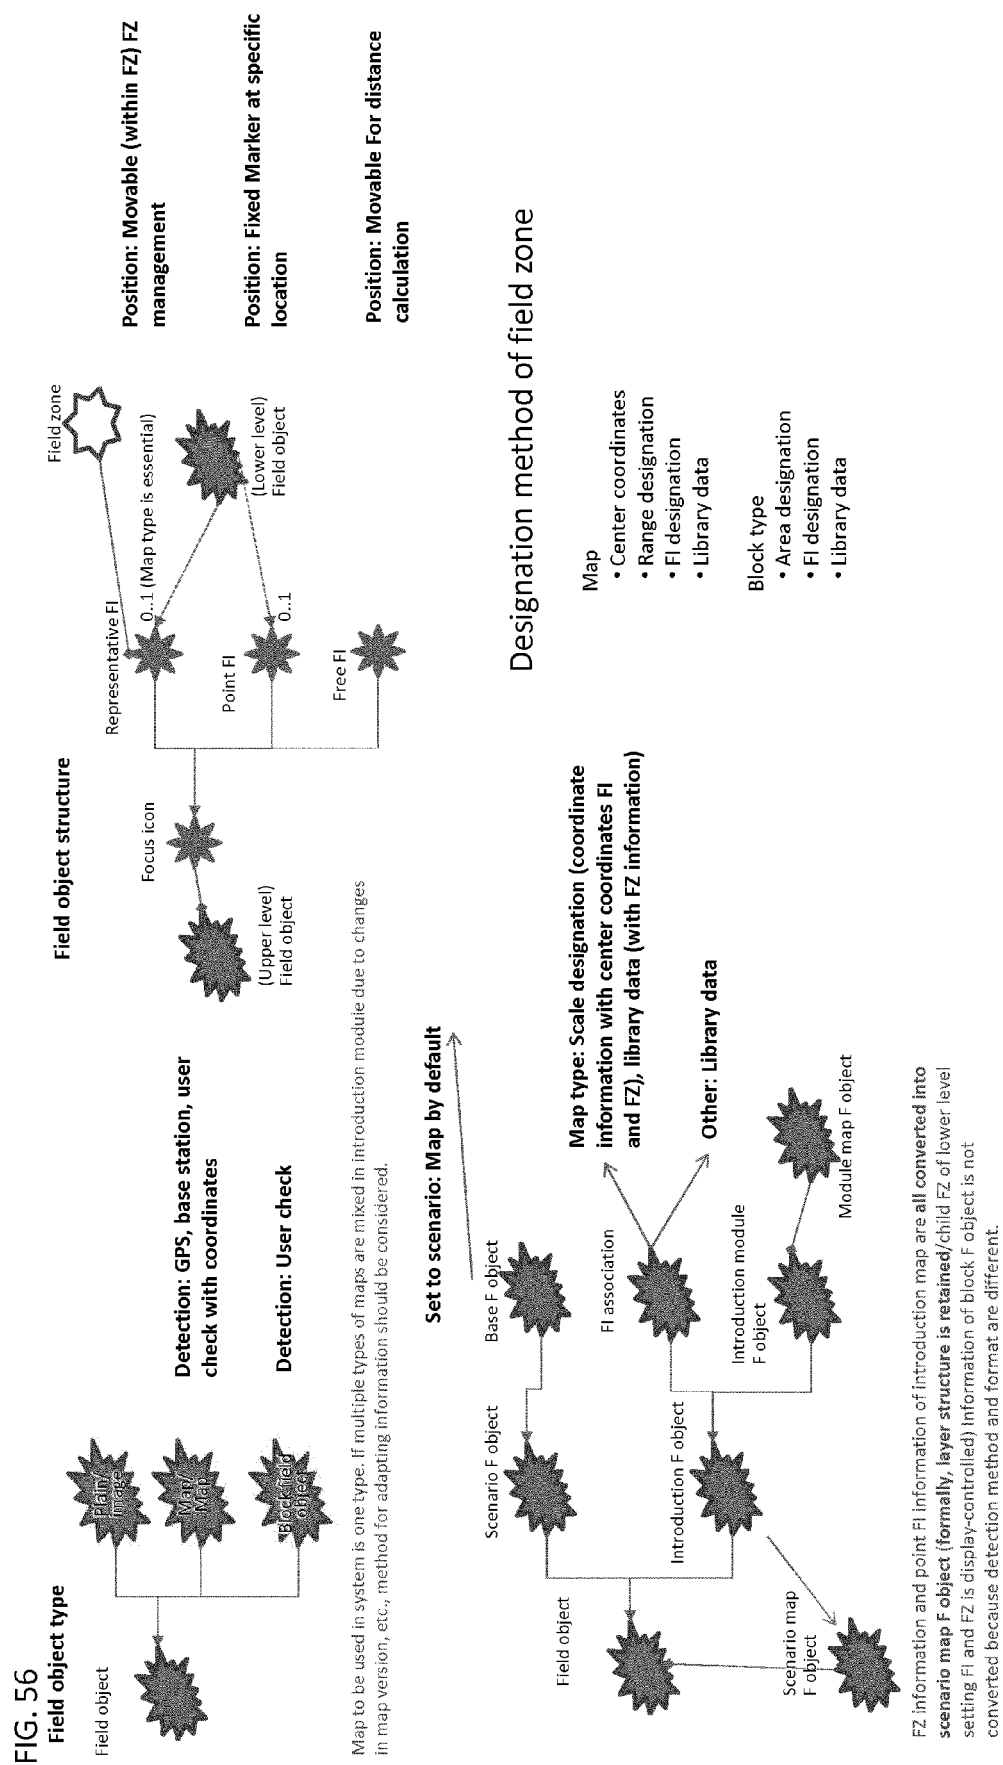 FIG. 56
Field object type
Field object
Plain/
image
Map/
Map
Block field
object
Detection: GPS, base station, user
check with coordinates
Detection: User check
Map to be used in system is one type. If multiple types of maps are mixed in introduction module due to changes
in map version, etc., method for adapting information should be considered.
Field object structure
(Upper level)
Field object
Focus icon
Representative FI
Point FI
Free FI
0..1 (Map type is essential)
0..1
Field zone
(Lower level)
Field object
Position: Movable (within FZ) FZ
management
Position: Fixed Marker at specific
location
Position: Movable For distance
calculation
Set to scenario: Map by default
Field object
Scenario map
F object
Scenario F object
Introduction F object
Base F object
FI association
Introduction module
F object
Module map F object
Map type: Scale designation (coordinate
information with center coordinates FI
and FZ), library data (with FZ information)
Other: Library data
FZ information and point FI information of introduction map are all converted into
scenario map F object (formally, layer structure is retained/child FZ of lower level
setting FI and FZ is display-controlled) Information of block F object is not
converted because detection method and format are different.
Designation method of field zone
Map
• Center coordinates
• Range designation
• FI designation
• Library data
Block type
• Area designation
• FI designation
• Library data